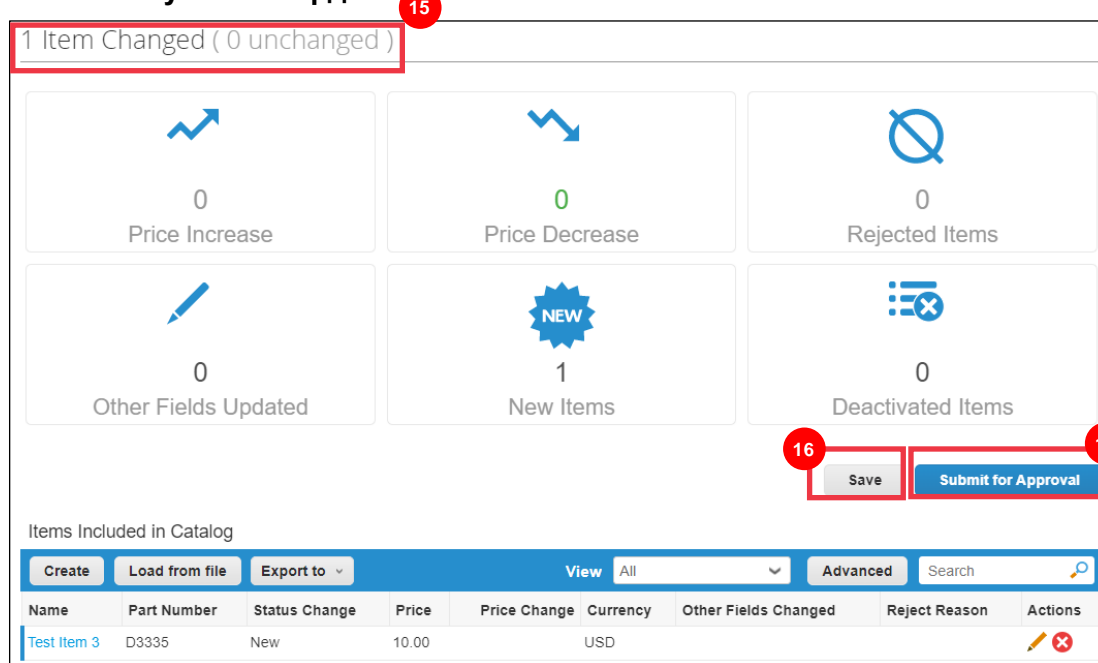 15
1 Item Changed ( 0 unchanged )
0
Price Increase
0
Price Decrease
0
Rejected Items
0
Other Fields Updated
NEW
1
New Items
0
Deactivated Items
16
Save
Submit for Approval
Items Included in Catalog
Create Load from file Export to View All Advanced Search
Name Part Number Status Change Price Price Change Currency Other Fields Changed Reject Reason Actions
Test Item 3 D3335 New 10.00 USD